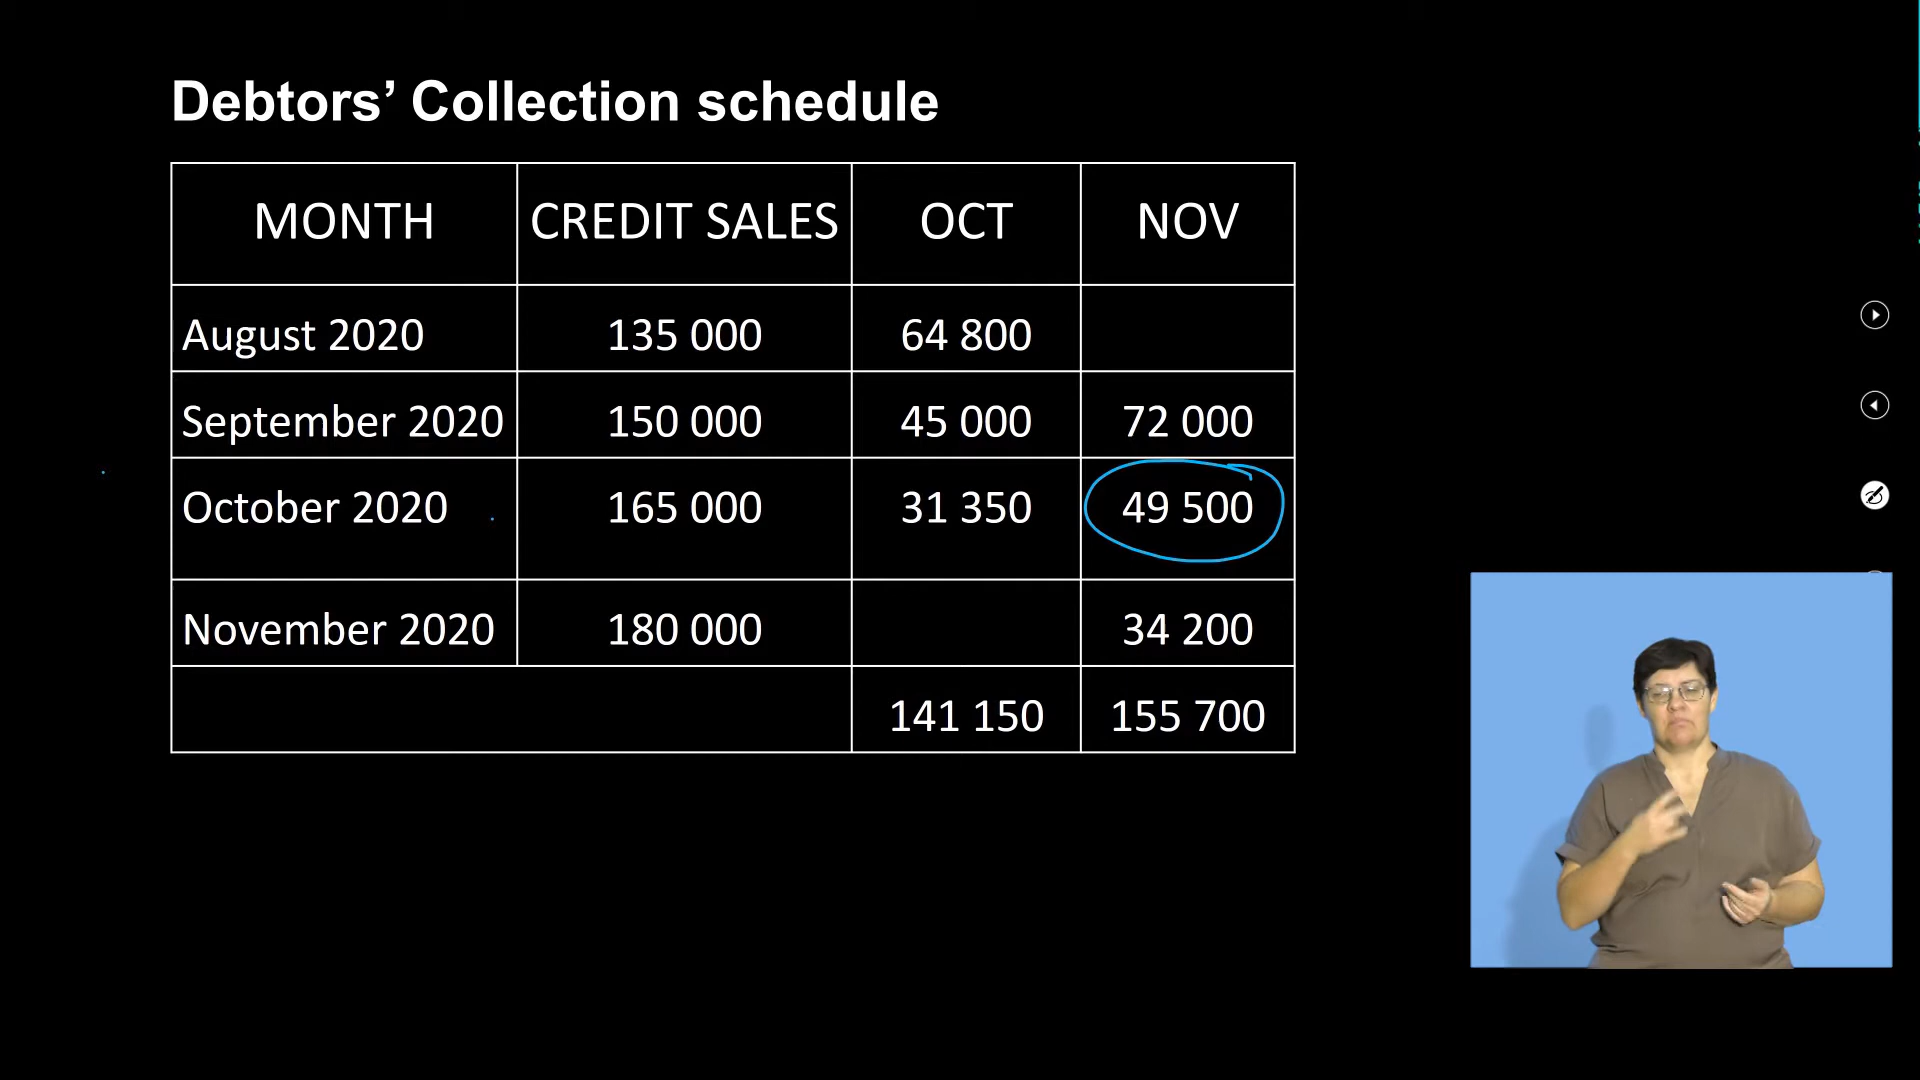 Debtors’ Collection schedule
MONTH CREDIT SALES OCT NOV
August 2020 135 000 64 800
September 2020 150 000 45 000 72 000
October 2020 165 000 31 350 49 500
November 2020 180 000 34 200
141 150 155 700